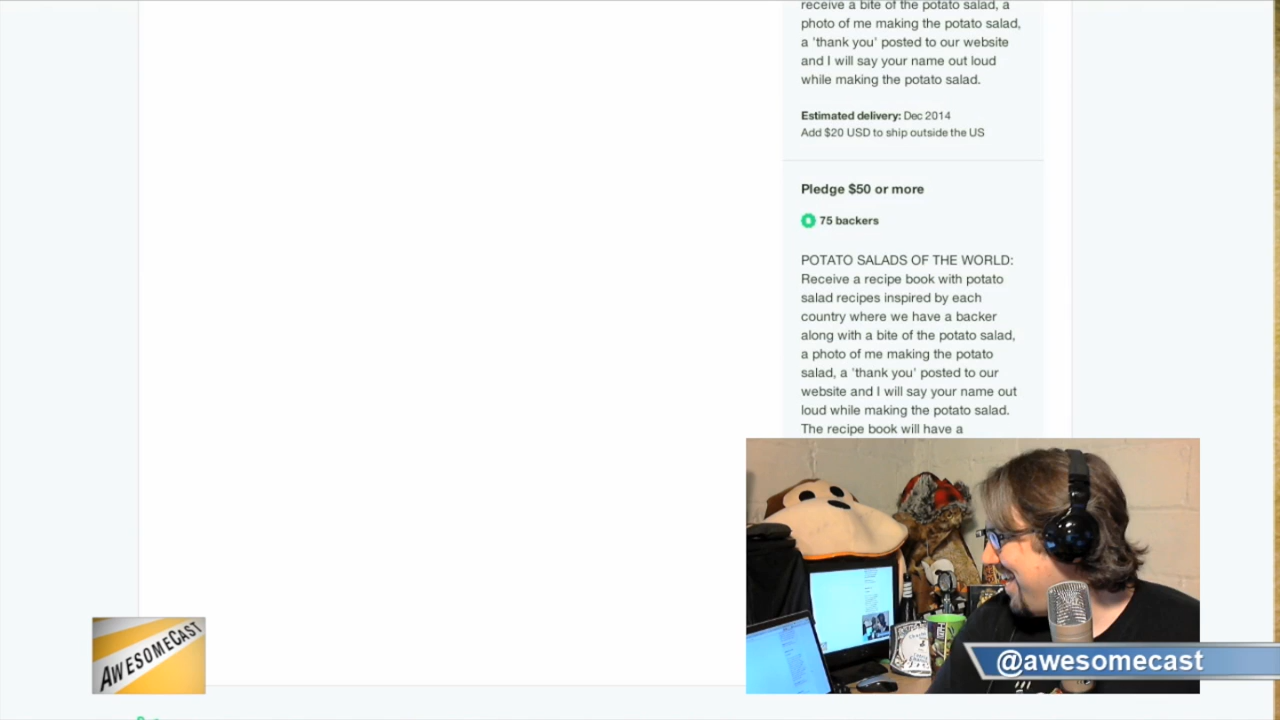 receive a bite of the potato salad, a
photo of me making the potato salad,
a 'thank you' posted to our website
and I will say your name out loud
while making the potato salad.
Estimated delivery: Dec 2014
Add $20 USD to ship outside the US
Pledge $50 or more
75 backers
POTATO SALADS OF THE WORLD:
Receive a recipe book with potato
salad recipes inspired by each
country where we have a backer
along with a bite of the potato salad,
a photo of me making the potato
salad, a 'thank you' posted to our
website and I will say your name out
loud while making the potato salad.
The recipe book will have a
AWESOMECAST
@awesomecast